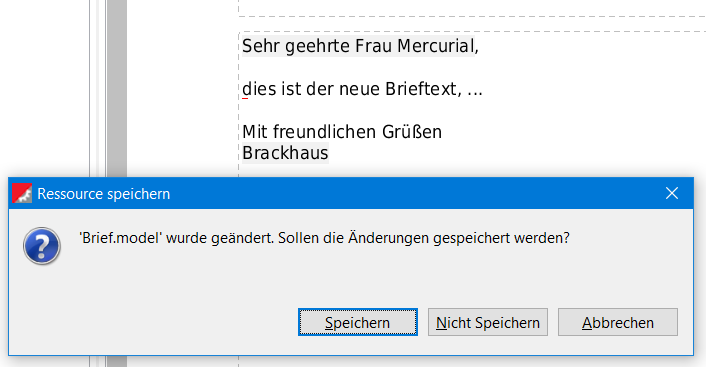 Sehr geehrte Frau Mercurial,
dies ist der neue Brieftext, ...
Mit freundlichen Grüßen
Brackhaus
Ressource speichern
'Brief.model' wurde geändert. Sollen die Änderungen gespeichert werden?
Speichern
Nicht Speichern
Abbrechen